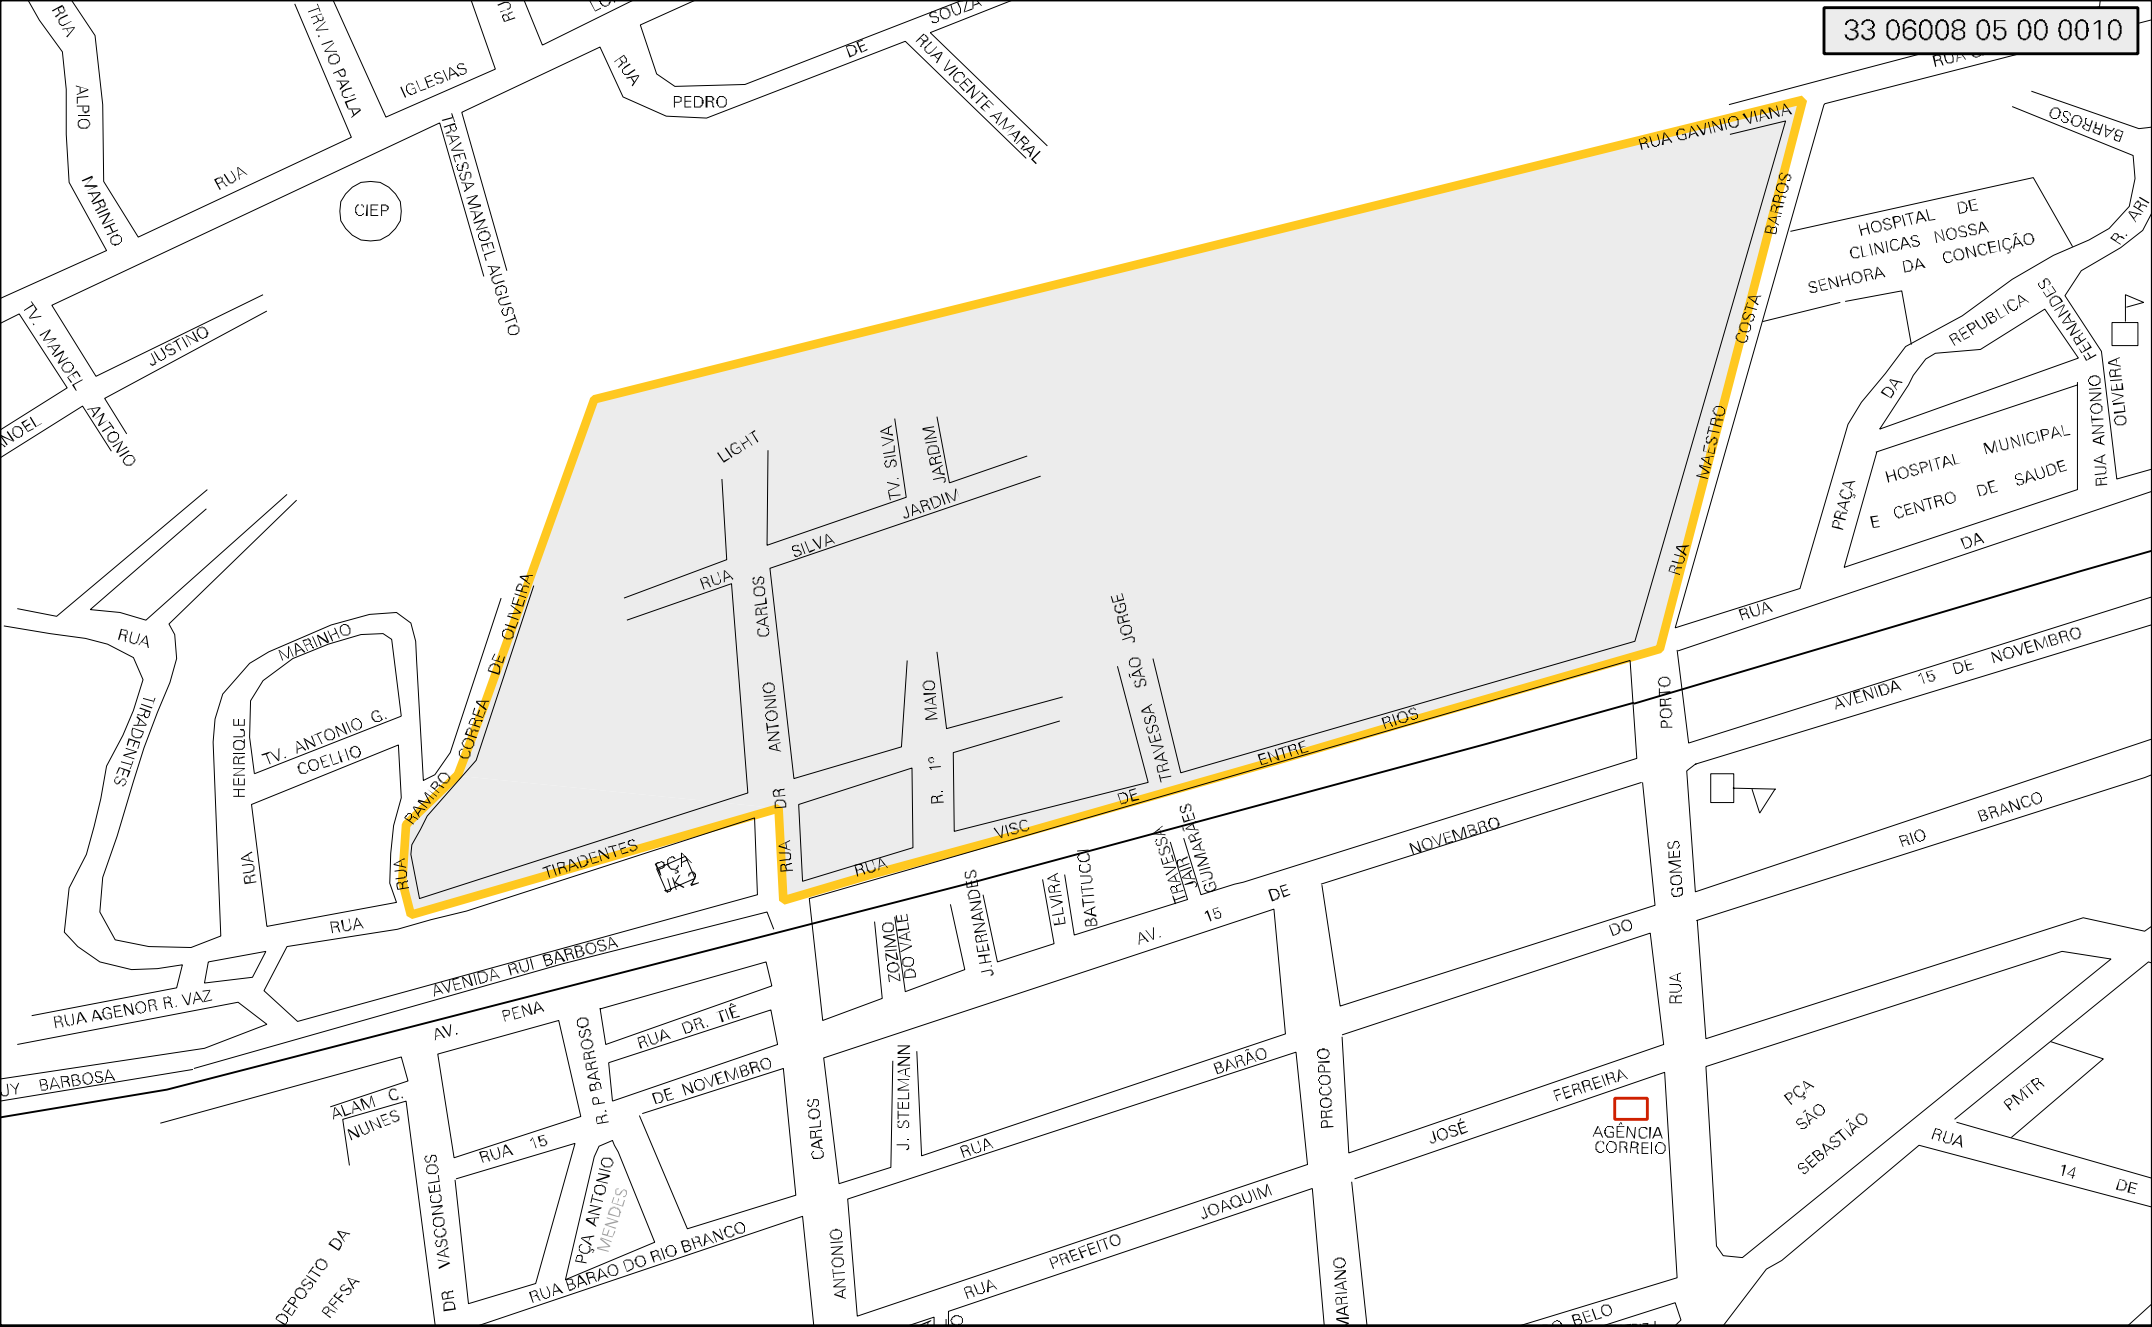 33 06008 05 00 0010
RUA
ALPIO
MARINHO
TRV. IVO PAULA
IGLESIAS
RUA
RUA
PEDRO
DE
SOUZA
RUA VICENTE AMARAL
TRAVESSA MANOEL AUGUSTO
CIEP
RUA GAVINIO VIANA
BARROSO
RUA
MAESTRO
COSTA
BARROS
HOSPITAL DE
CLINICAS NOSSA
SENHORA DA CONCEIÇÃO
R. ARI
FERNANDES
REPUBLICA
DA
PRAÇA
RUA ANTONIO
OLIVEIRA
HOSPITAL MUNICIPAL
E CENTRO DE SAUDE
RUA
DA
TV. MANOEL
ANTONIO
JUSTINO
LIGHT
TV. SILVA
JARDIM
RUA
SILVA
JARDIM
RUA
DR
ANTONIO
CARLOS
R. 1º
MAIO
TRAVESSA SÃO JORGE
RUA
RAMIRO
CORREA
DE
OLIVEIRA
RUA
TIRADENTES
MARINHO
HENRIQUE
RUA
TV. ANTONIO G.
COELHO
RUA
TIRADENTES
PÇA
JK 2
RUA
VISC
DE
ENTRE
RIOS
AVENIDA 15 DE NOVEMBRO
PORTO
GOMES
RUA
RUA AGENOR R. VAZ
AVENIDA RUI BARBOSA
UY BARBOSA
AV. PENA
ZOZIMO
DO VALE
J.HERNANDES
ELVIRA
BATITUCCI
TRAVESSA
JAIR
GUIMARAES
AV. 15 DE
NOVEMBRO
RUA
BARÃO
DO
RIO
BRANCO
RUA DR. TIÊ
R. P BARROSO
RUA 15
DE NOVEMBRO
ALAM C.
NUNES
DR VASCONCELOS
PÇA ANTONIO
MENDES
RUA BARAO DO RIO BRANCO
DEPOSITO DA
RFFSA
ANTONIO
CARLOS
J. STELMANN
MARIANO
PROCOPIO
RUA
PREFEITO
JOAQUIM
JOSÉ
FERREIRA
AGÊNCIA
CORREIO
PÇA
SÃO
SEBASTIÃO
PMTR
RUA
14
DE
BELO